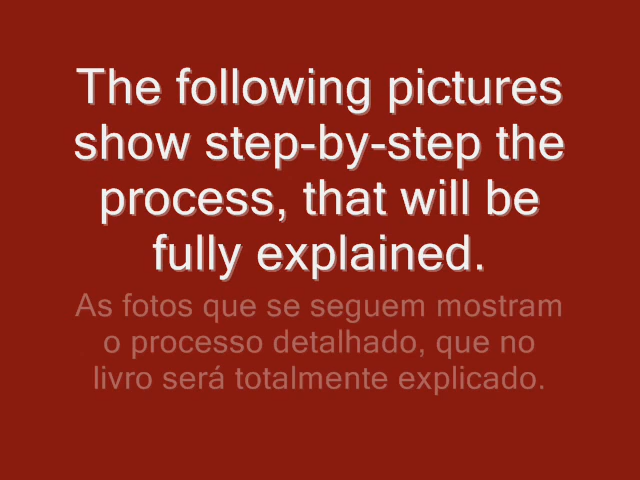 The following pictures
show step-by-step the
process, that will be
fully explained.
As fotos que se seguem mostram
o processo detalhado, que no
livro será totalmente explicado.